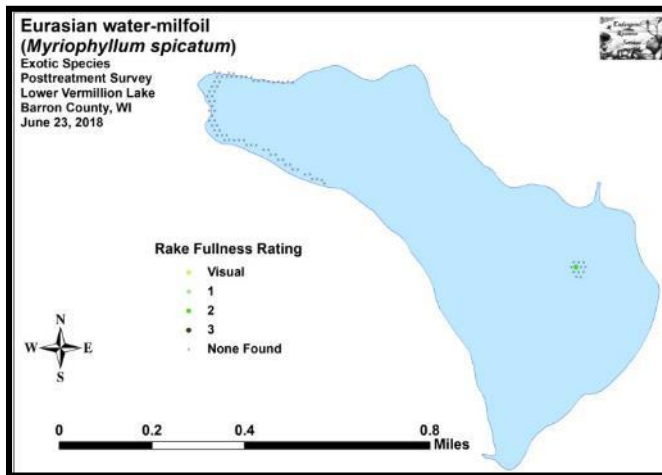 Eurasian water-milfoil
(Myriophyllum spicatum)
Exotic Species
Posttreatment Survey
Lower Vermillion Lake
Barron County, WI
June 23, 2018
Rake Fullness Rating
Visual
1
2
3
None Found
N
W E
S
0 0.2 0.4 0.8
Miles